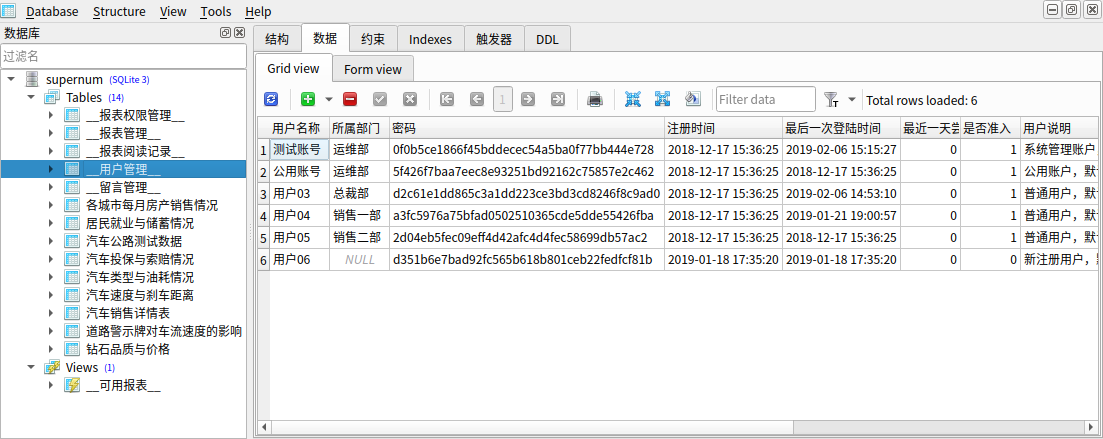 Database Structure View Tools Help
数据库
过滤名
supernum (SQLite 3)
Tables (14)
__报表权限管理__
__报表管理__
__报表阅读记录__
__用户管理__
__留言管理__
各城市每月房产销售情况
居民就业与储蓄情况
汽车公路测试数据
汽车投保与索赔情况
汽车类型与油耗情况
汽车速度与刹车距离
汽车销售详情表
道路警示牌对车流速度的影响
钻石品质与价格
Views (1)
__可用报表__
结构 数据 约束 Indexes 触发器 DDL
Grid view Form view
1 Filter data Total rows loaded: 6
用户名称 所属部门 密码 注册时间 最后一次登陆时间 最近一天 是否准入 用户说明
1 测试账号 运维部 0f0b5ce1866f45bddecec54a5ba0f77bb444e728 2018-12-17 15:36:25 2019-02-06 15:15:27 0 1 系统管理账户
2 公用账号 运维部 5f426f7baa7eec8e93251bd92162c75857e2c462 2018-12-17 15:36:25 2018-12-17 15:36:25 0 1 公用账户，默
3 用户03 总裁部 d2c61e1dd865c3a1dd223ce3bd3cd8246f8c9ad0 2018-12-17 15:36:25 2019-02-06 14:53:10 0 1 普通用户，默
4 用户04 销售一部 a3fc5976a75bfad0502510365cde5dde55426fba 2018-12-17 15:36:25 2019-01-21 19:00:57 0 1 普通用户，默
5 用户05 销售二部 2d04eb5fec09eff4d42afc4d4fec58699db57ac2 2018-12-17 15:36:25 2018-12-17 15:36:25 0 1 普通用户，默
6 用户06 NULL d351b6e7bad92fc565b618b801ceb22fedfcf81b 2019-01-18 17:35:20 2019-01-18 17:35:20 0 0 新注册用户，